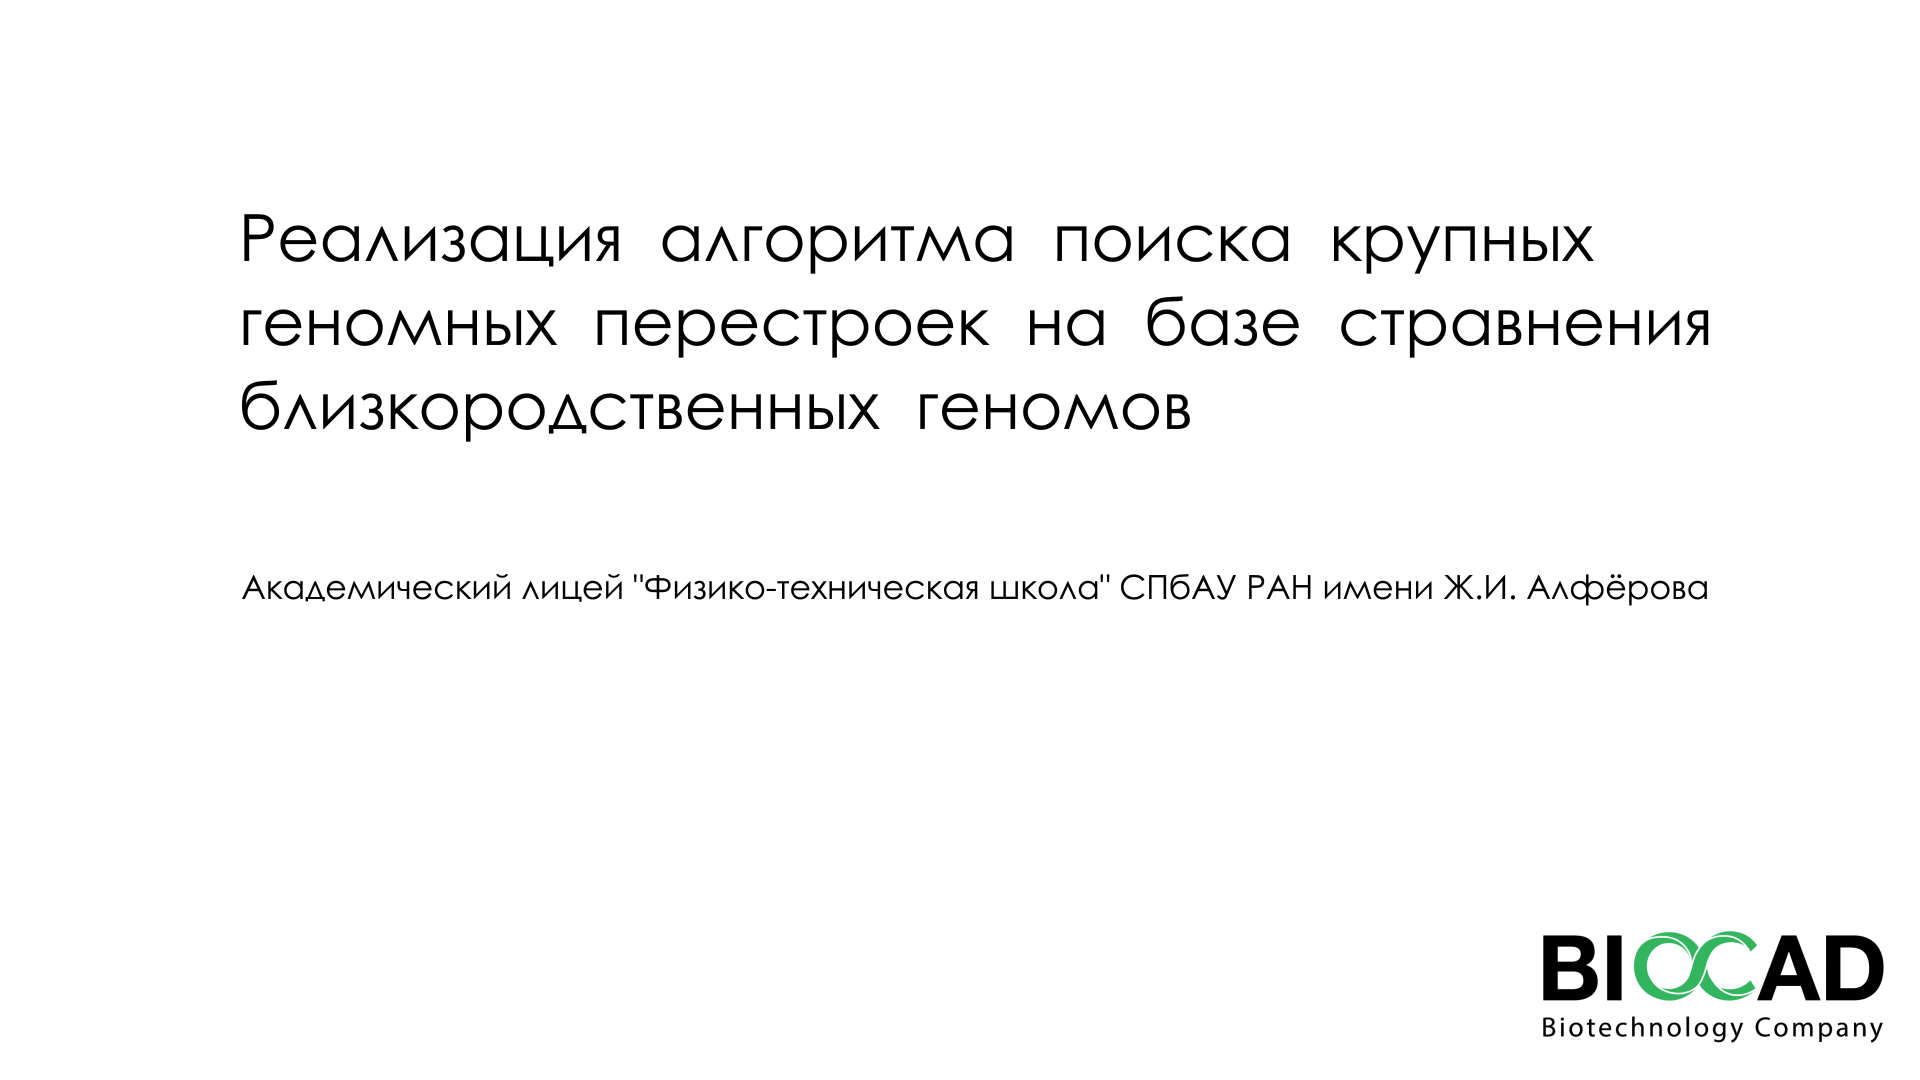 Реализация алгоритма поиска крупных
геномных перестроек на базе стравнения
близкородственных геномов
Академический лицей "Физико-техническая школа" СПбАУ РАН имени Ж.И. Алфёрова
BIOCAD
Biotechnology Company